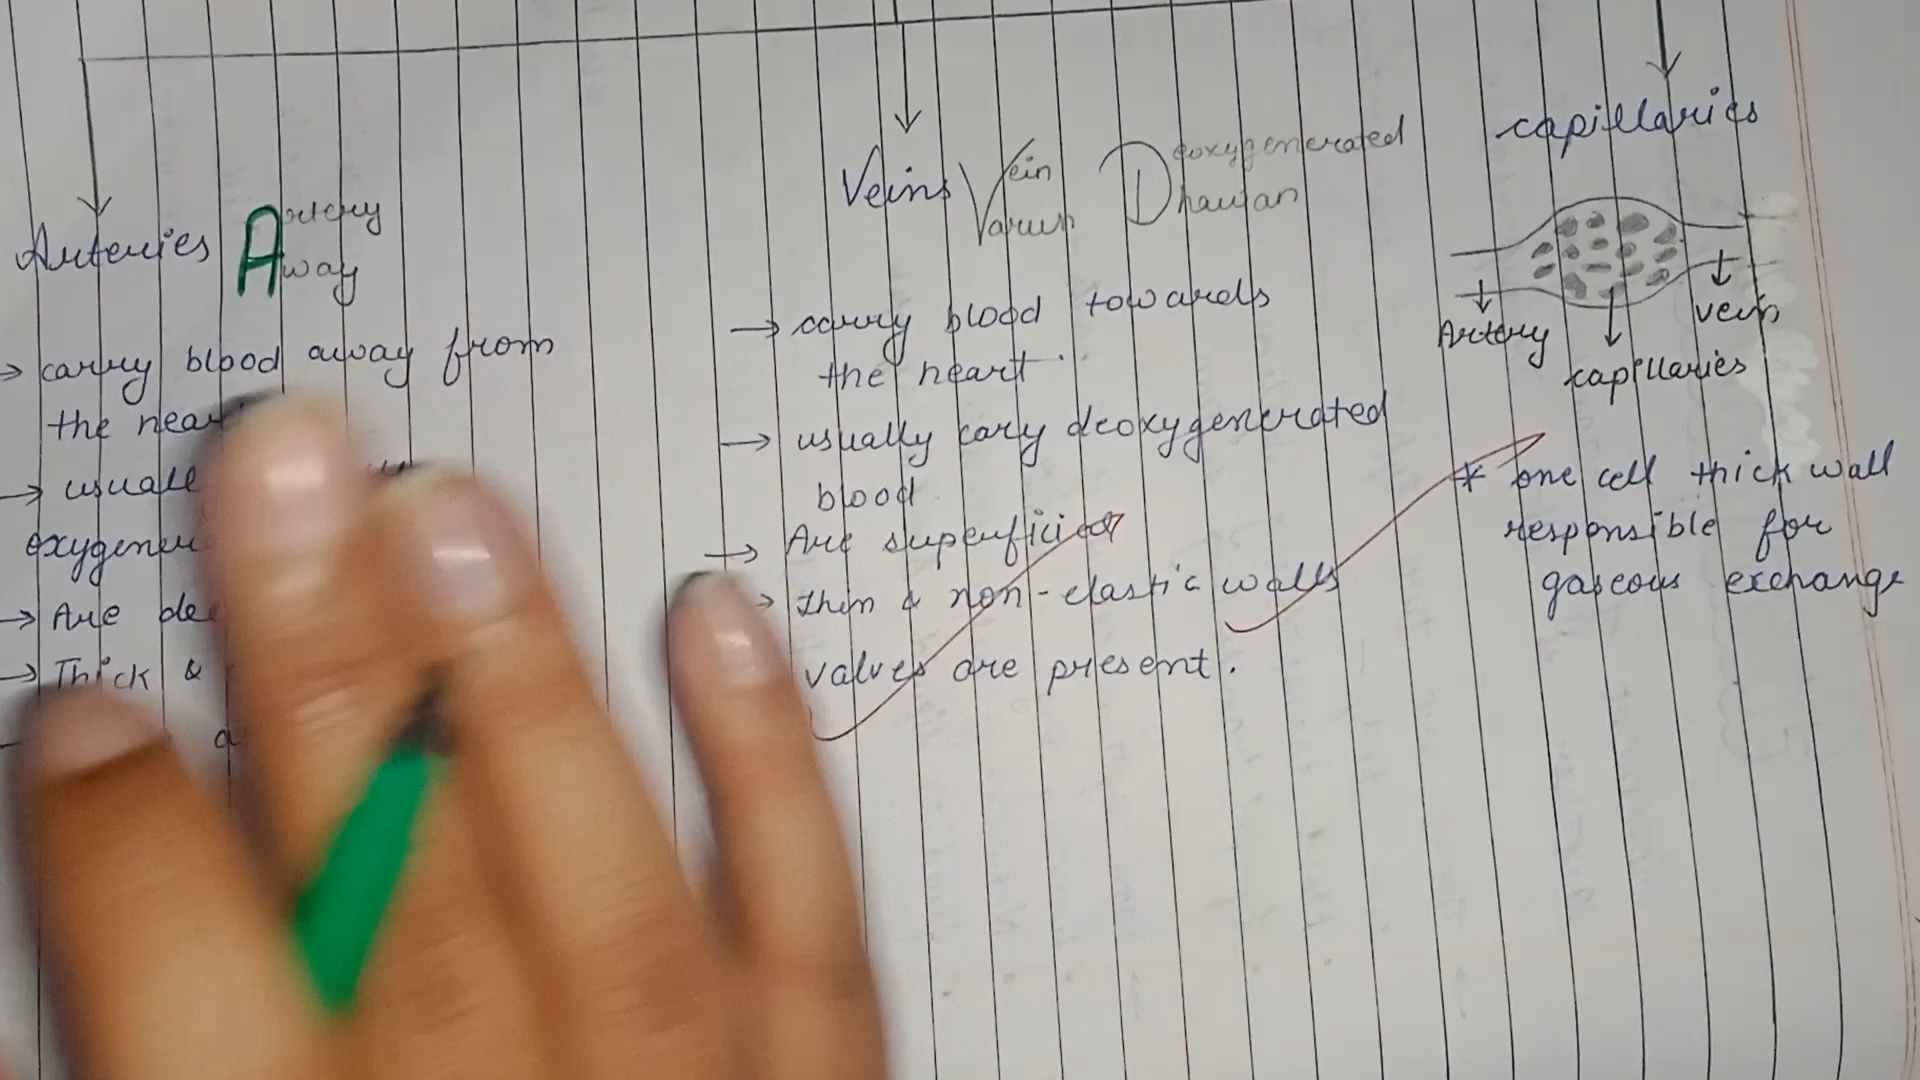 Arteries Artery
Away
carry blood away from
the
Are
Thick &
Veins Vein Deoxygenerated
Varun Dhawan
→ carry blood towards
the heart
→ usually cary deoxygenerated
blood
→ Are superficial
→ thin & non-elastic walls
valves are present.
capillaries
Artery
vein
capillaries
* one cell thick wall
responsible for
gaseous exchange